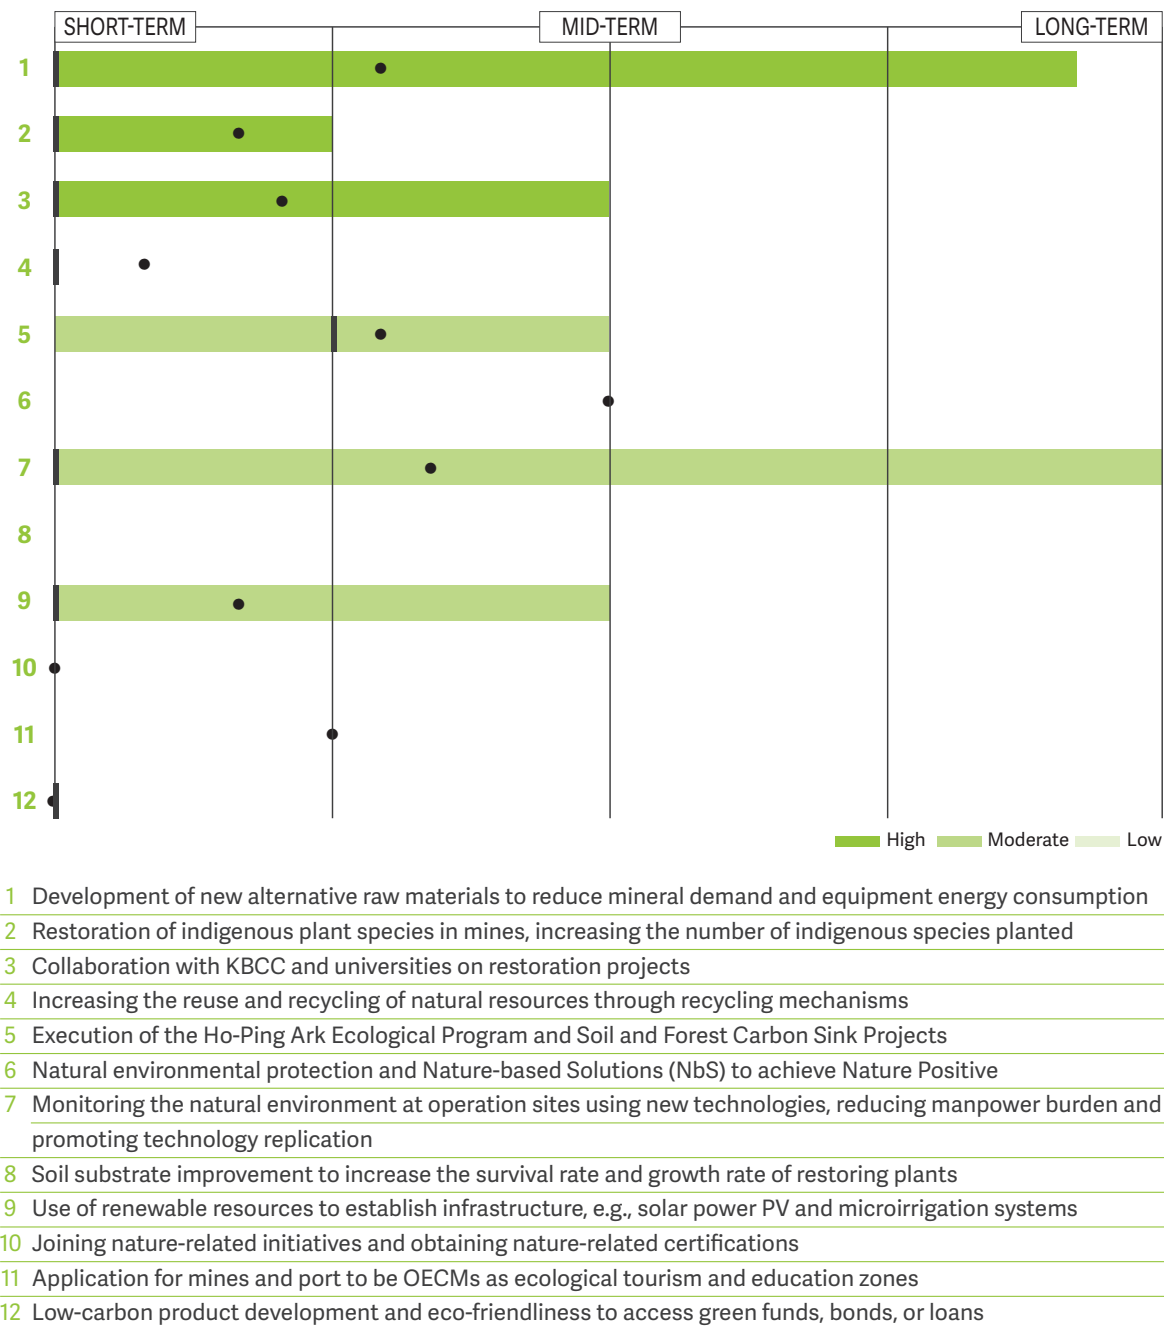 SHORT-TERM MID-TERM LONG-TERM
1
2
3
4
5
6
7
8
9
10
11
12
High Moderate Low
1 Development of new alternative raw materials to reduce mineral demand and equipment energy consumption
2 Restoration of indigenous plant species in mines, increasing the number of indigenous species planted
3 Collaboration with KBCC and universities on restoration projects
4 Increasing the reuse and recycling of natural resources through recycling mechanisms
5 Execution of the Ho-Ping Ark Ecological Program and Soil and Forest Carbon Sink Projects
6 Natural environmental protection and Nature-based Solutions (NbS) to achieve Nature Positive
7 Monitoring the natural environment at operation sites using new technologies, reducing manpower burden and
promoting technology replication
8 Soil substrate improvement to increase the survival rate and growth rate of restoring plants
9 Use of renewable resources to establish infrastructure, e.g., solar power PV and microirrigation systems
10 Joining nature-related initiatives and obtaining nature-related certifications
11 Application for mines and port to be OECMs as ecological tourism and education zones
12 Low-carbon product development and eco-friendliness to access green funds, bonds, or loans